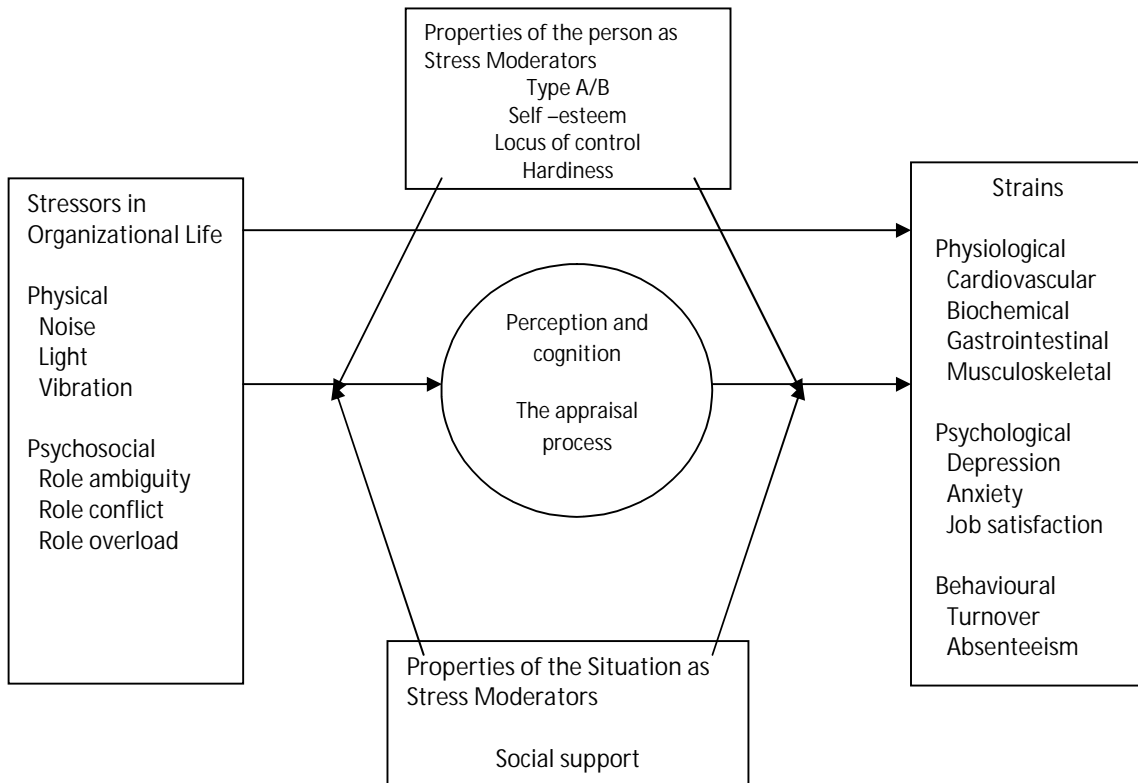 Properties of the person as
Stress Moderators
Type A/B
Self –esteem
Locus of control
Hardiness
Stressors in
Organizational Life
Physical
Noise
Light
Vibration
Psychosocial
Role ambiguity
Role conflict
Role overload
Perception and
cognition
The appraisal
process
Strains
Physiological
Cardiovascular
Biochemical
Gastrointestinal
Musculoskeletal
Psychological
Depression
Anxiety
Job satisfaction
Behavioural
Turnover
Absenteeism
Properties of the Situation as
Stress Moderators
Social support